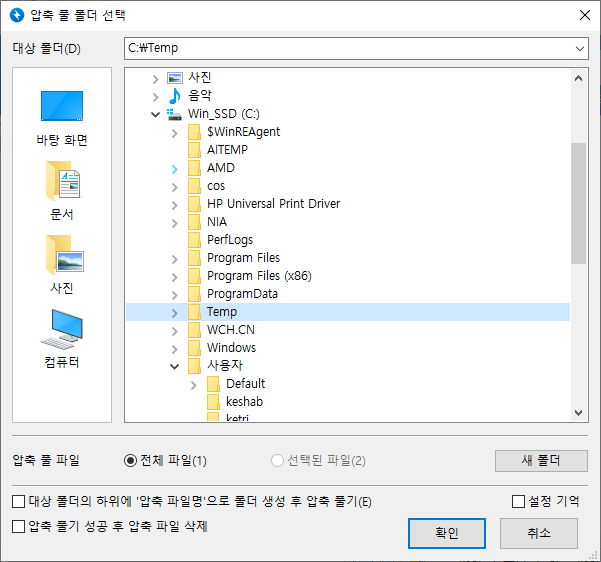 압축 풀 폴더 선택
대상 폴더(D)
C:₩Temp
바탕 화면
문서
사진
컴퓨터
사진
음악
Win_SSD (C:)
$WinREAgent
AITEMP
AMD
cos
HP Universal Print Driver
NIA
PerfLogs
Program Files
Program Files (x86)
ProgramData
Temp
WCH.CN
Windows
사용자
Default
keshab
ketri
압축 풀 파일
전체 파일(1)
선택된 파일(2)
새 폴더
대상 폴더의 하위에 '압축 파일명'으로 폴더 생성 후 압축 풀기(E)
설정 기억
압축 풀기 성공 후 압축 파일 삭제
확인
취소